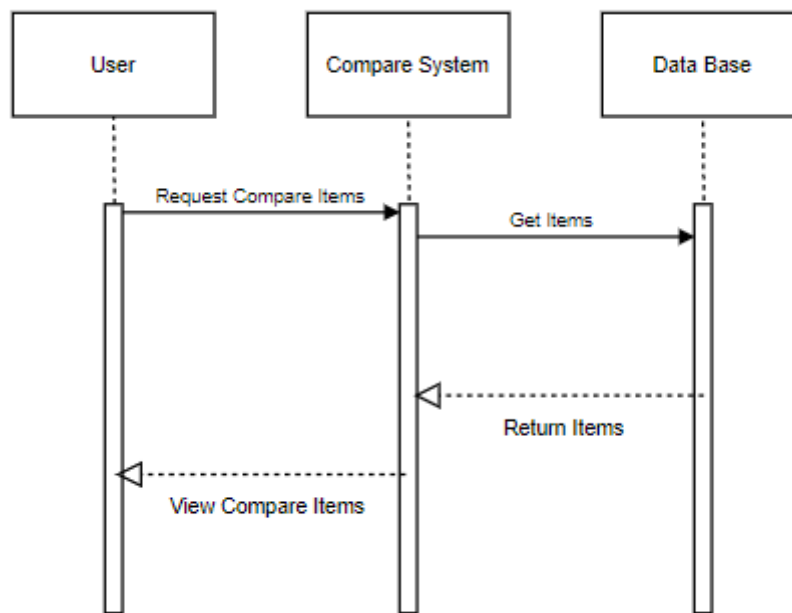 User
Compare System
Data Base
Request Compare Items
Get Items
Return Items
View Compare Items